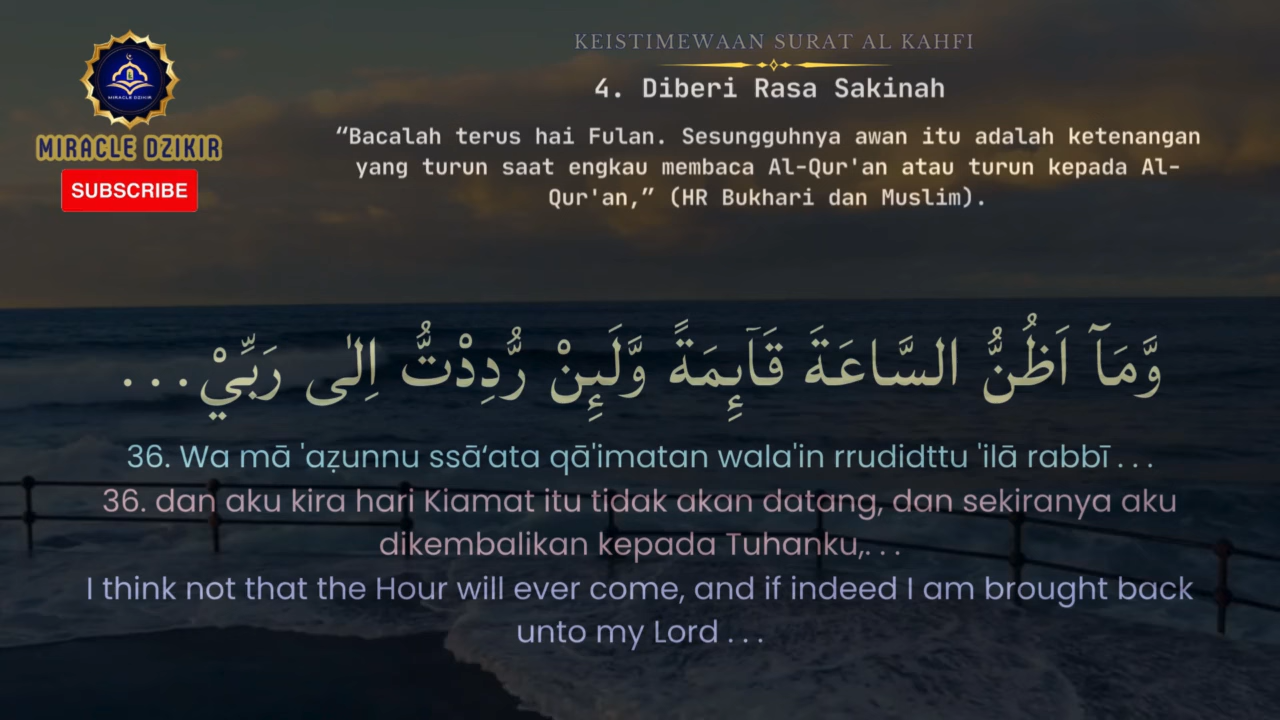 KEISTIMEWAAN SURAT AL KAHFI
4. Diberi Rasa Sakinah
“Bacalah terus hai Fulan. Sesungguhnya awan itu adalah ketenangan
yang turun saat engkau membaca Al-Qur'an atau turun kepada Al-
Qur'an,” (HR Bukhari dan Muslim).
MIRACLE DZIKIR
MIRACLE DZIKIR
SUBSCRIBE
وَّمَآ اَظُنُّ السَّاعَةَ قَاۤىِٕمَةً وَّلَىِٕنْ رُّدِدْتُّ اِلٰى رَبِّيْ...
36. Wa mā 'aẓunnu ssā‘ata qā'imatan wala'in rrudidttu 'ilā rabbī . . .
36. dan aku kira hari Kiamat itu tidak akan datang, dan sekiranya aku
dikembalikan kepada Tuhanku,. . .
I think not that the Hour will ever come, and if indeed I am brought back
unto my Lord . . .